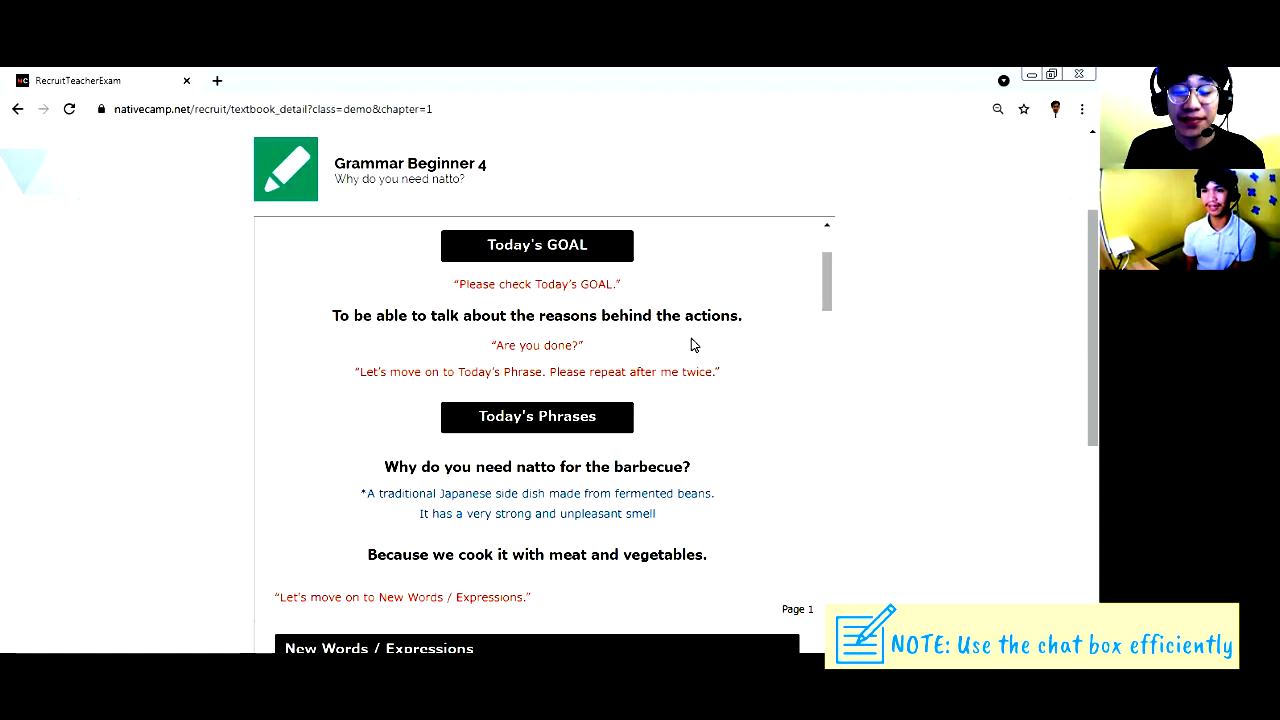 RecruitTeacherExam
nativecamp.net/recruit/textbook_detail?class=demo&chapter=1
Grammar Beginner 4
Why do you need natto?
Today's GOAL
“Please check Today’s GOAL.”
To be able to talk about the reasons behind the actions.
“Are you done?”
“Let’s move on to Today’s Phrase. Please repeat after me twice.”
Today's Phrases
Why do you need natto for the barbecue?
*A traditional Japanese side dish made from fermented beans.
It has a very strong and unpleasant smell
Because we cook it with meat and vegetables.
“Let’s move on to New Words / Expressions.”
Page 1
New Words / Expressions
NOTE: Use the chat box efficiently